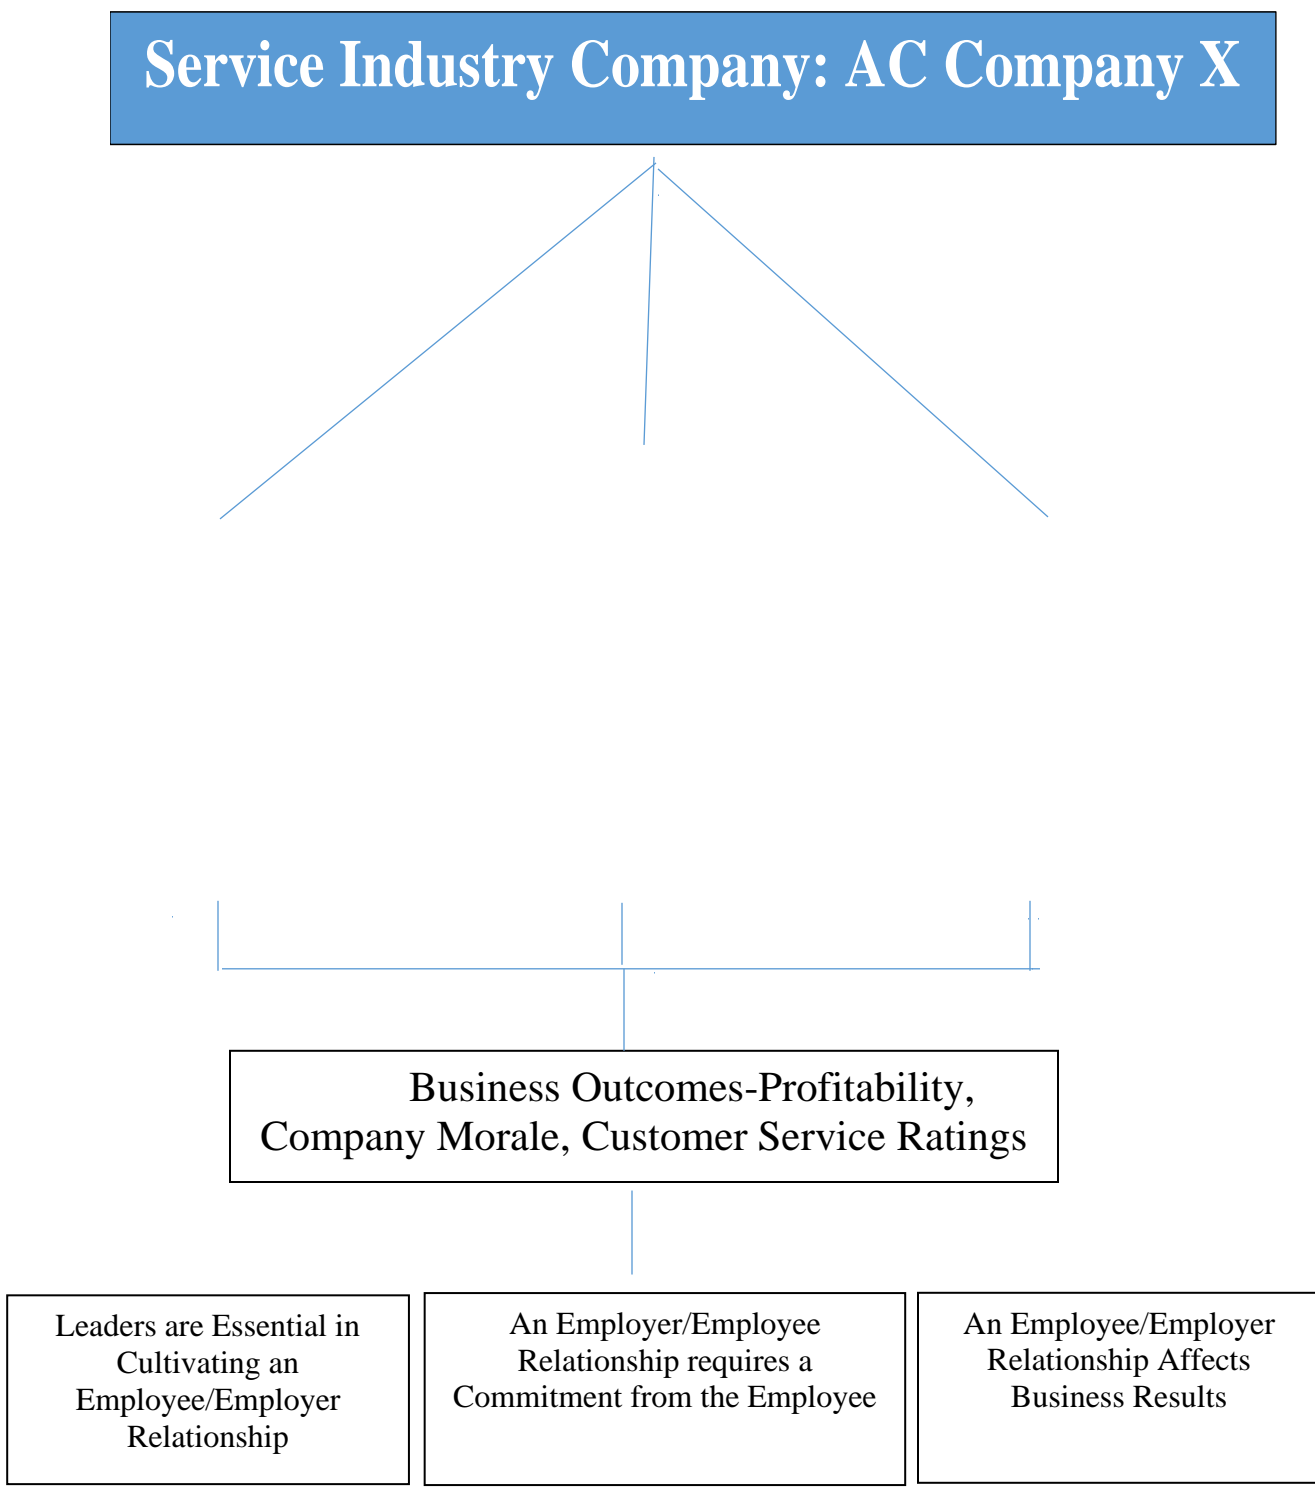 Service Industry Company: AC Company X
Business Outcomes-Profitability,
Company Morale, Customer Service Ratings
Leaders are Essential in
Cultivating an
Employee/Employer
Relationship
An Employer/Employee
Relationship requires a
Commitment from the Employee
An Employee/Employer
Relationship Affects
Business Results